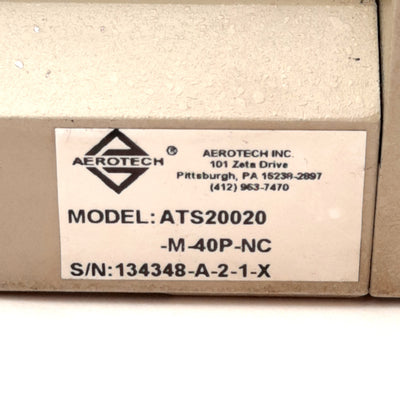 AEROTECH®
AEROTECH INC.
101 Zeta Drive
Pittsburgh, PA 15238-2897
(412) 963-7470
MODEL: ATS20020
-M-40P-NC
S/N:134348-A-2-1-X